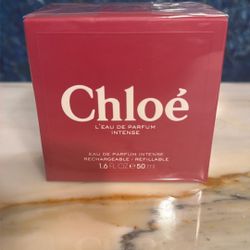 Chloé
L'EAU DE PARFUM
INTENSE
EAU DE PARFUM INTENSE
RECHARGEABLE · REFILLABLE
1.6 FL.OZ ℮ 50 ml